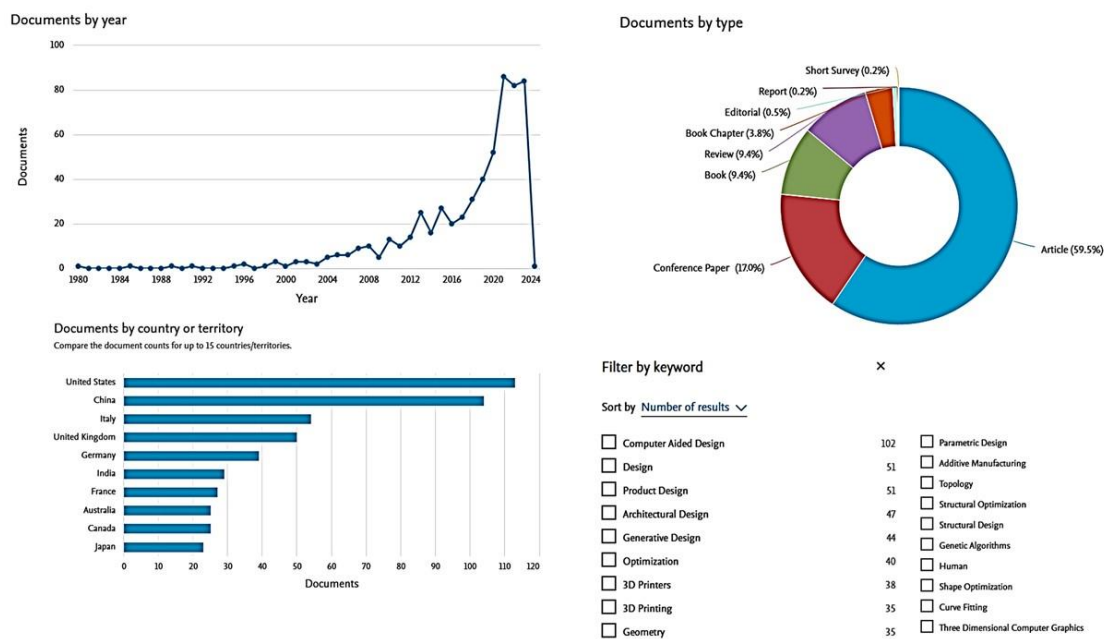 Documents by year
100
80
60
40
20
0
Documents
1980
1984
1988
1992
1996
2000
2004
2008
2012
2016
2020
2024
Year
Documents by type
Short Survey (0.2%)
Report (0.2%)
Editorial (0.5%)
Book Chapter (3.8%)
Review (9.4%)
Book (9.4%)
Conference Paper (17.0%)
Article (59.5%)
Documents by country or territory
Compare the document counts for up to 15 countries/territories.
United States
China
Italy
United Kingdom
Germany
India
France
Australia
Canada
Japan
0 10 20 30 40 50 60 70 80 90 100 110 120
Documents
Filter by keyword ×
Sort by Number of results
Computer Aided Design 102
Design 51
Product Design 51
Architectural Design 47
Generative Design 44
Optimization 40
3D Printers 38
3D Printing 35
Geometry 35
Parametric Design
Additive Manufacturing
Topology
Structural Optimization
Structural Design
Genetic Algorithms
Human
Shape Optimization
Curve Fitting
Three Dimensional Computer Graphics